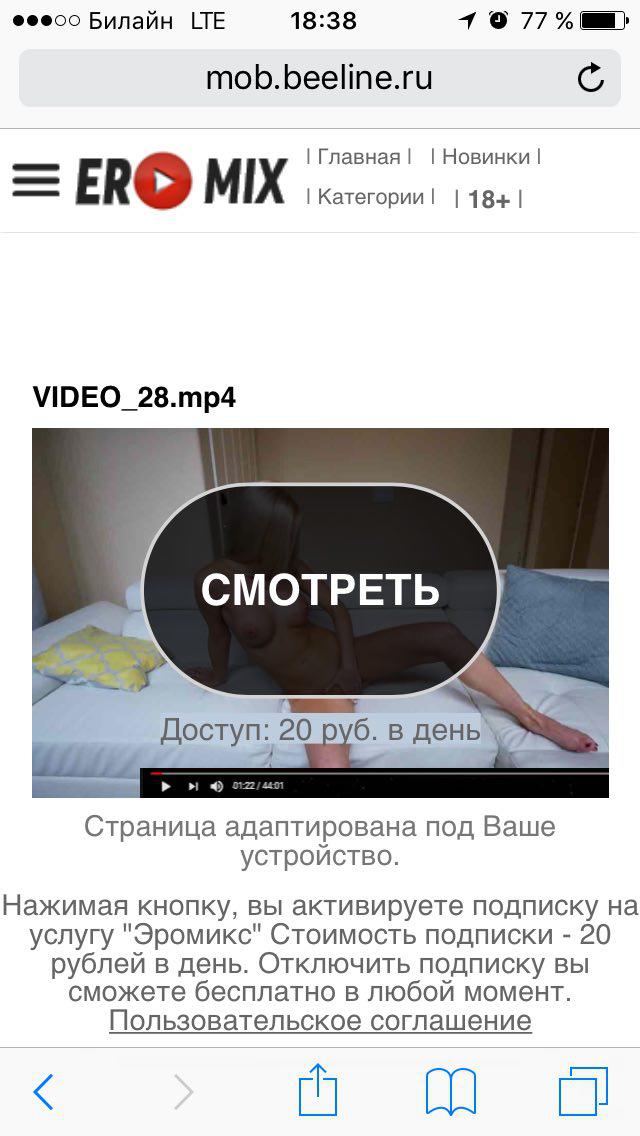 Билайн LTE 18:38 77 %
mob.beeline.ru
ERO MIX
| Главная | | Новинки |
| Категории | | 18+ |
VIDEO_28.mp4
СМОТРЕТЬ
Доступ: 20 руб. в день
01:22 / 44:01
Страница адаптирована под Ваше
устройство.
Нажимая кнопку, вы активируете подписку на
услугу "Эромикс" Стоимость подписки - 20
рублей в день. Отключить подписку вы
сможете бесплатно в любой момент.
Пользовательское соглашение